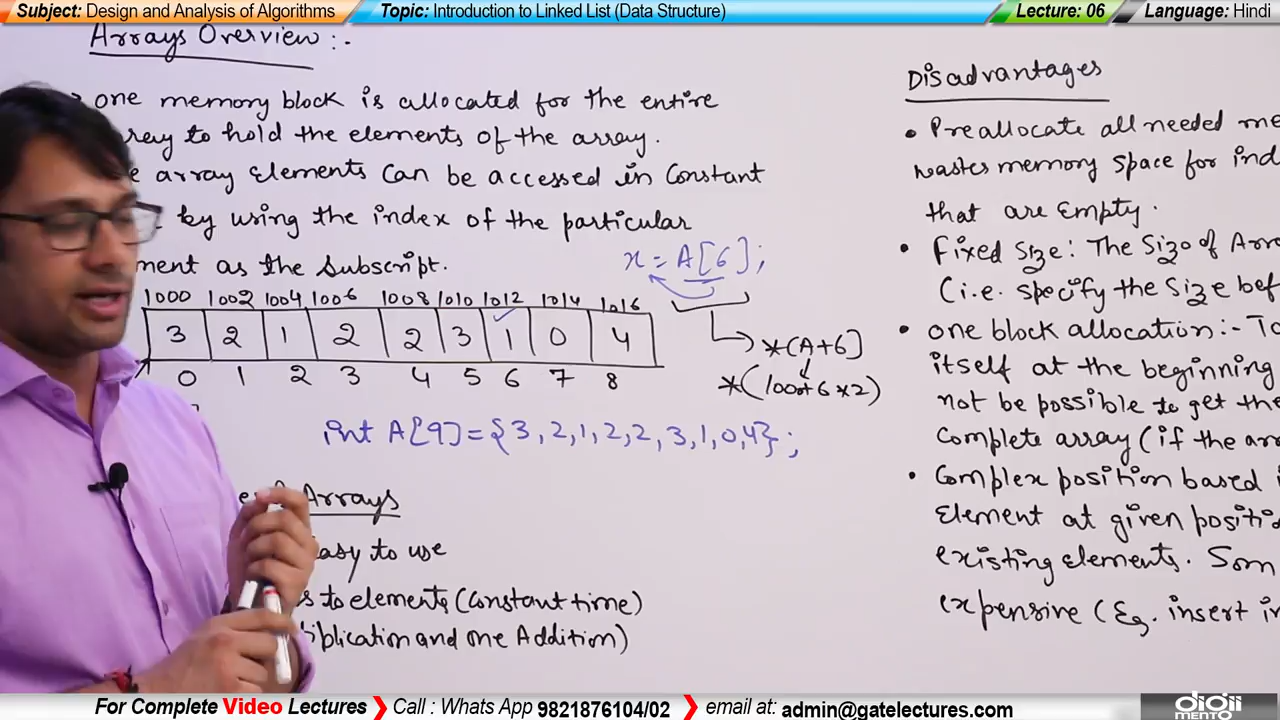 Subject: Design and Analysis of Algorithms
Topic: Introduction to Linked List (Data Structure)
Lecture: 06
Language: Hindi
Arrays Overview :-
one memory block is allocated for the entire
to hold the elements of the array.
array elements can be accessed in Constant
by using the index of the particular
as the Subscript.
x = A[6];
1000 1002 1004 1006 1008 1010 1012 1014 1016
3 2 1 2 2 3 1 0 4
0 1 2 3 4 5 6 7 8
*(A+6]
*(1000+6*2)
int A[9]={3,2,1,2,2,3,1,0,4};
Arrays
easy to use
to elements (Constant time)
and one Addition)
Disadvantages
• Preallocate all needed
wastes memory space for
that are Empty.
• Fixed Size: The Size of
(i.e. specify the Size
• one block allocation:-
itself at the beginning
not be possible to get the
Complete array (if the
• Complex position based
Element at given
existing elements.
expensive (Eg. insert
For Complete Video Lectures
Call : Whats App 9821876104/02
email at: admin@gatelectures.com
digii